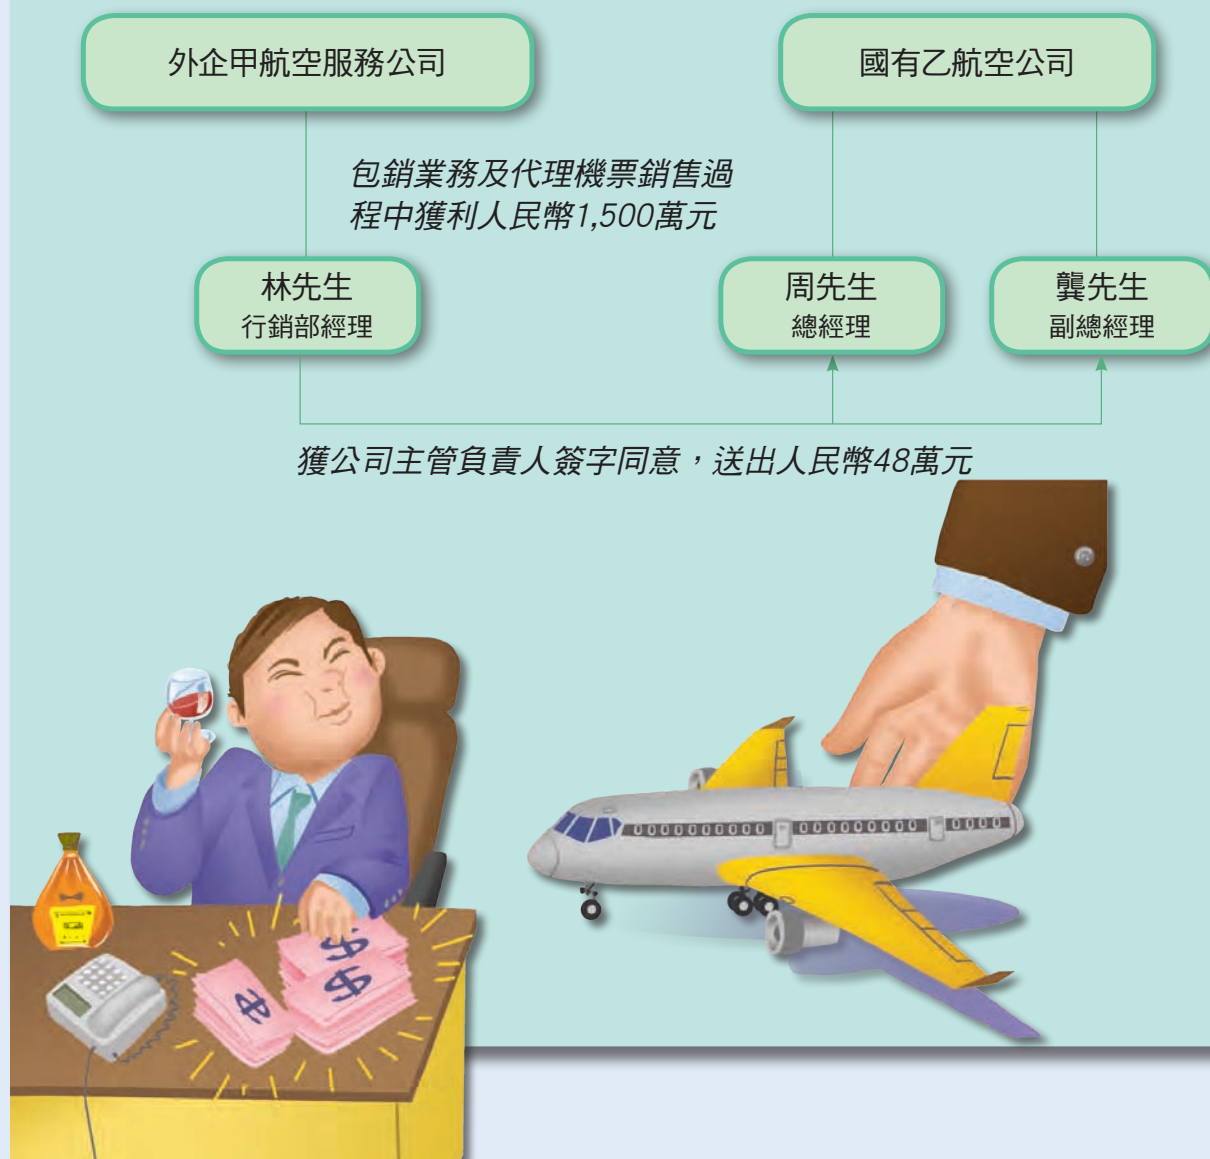 外企甲航空服務公司
國有乙航空公司
包銷業務及代理機票銷售過
程中獲利人民幣1,500萬元
林先生
行銷部經理
周先生
總經理
龔先生
副總經理
獲公司主管負責人簽字同意，送出人民幣48萬元
$
$
$